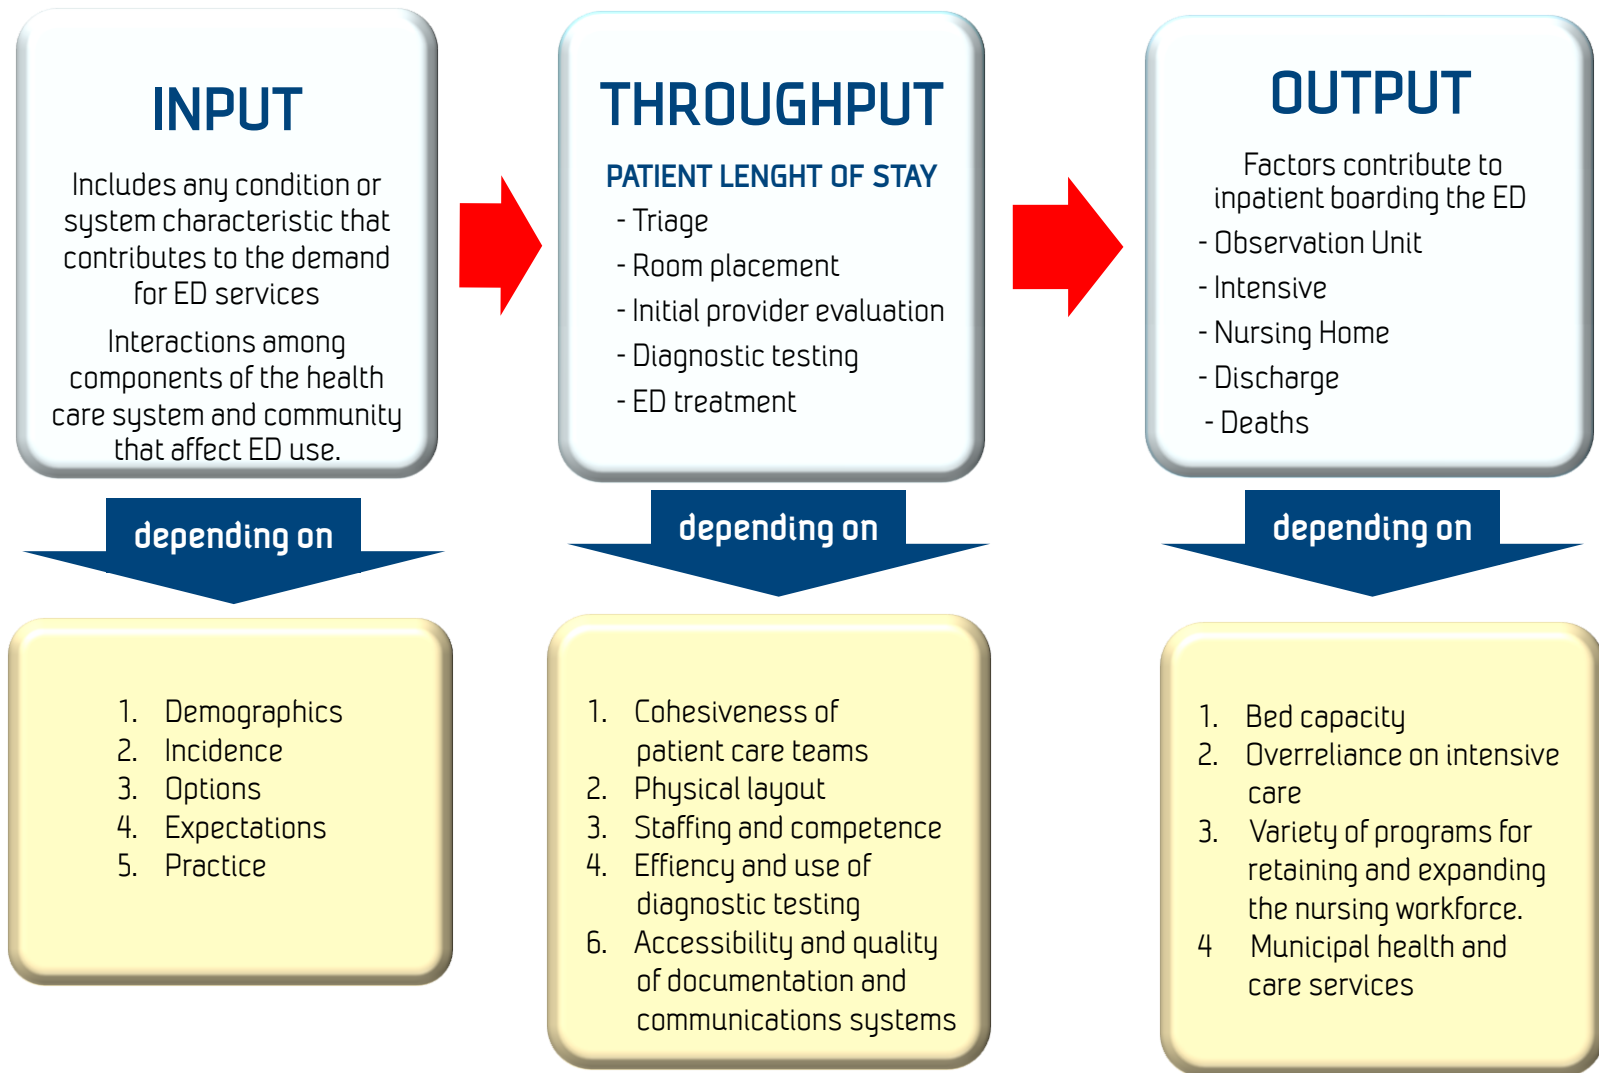 INPUT
Includes any condition or
system characteristic that
contributes to the demand
for ED services
Interactions among
components of the health
care system and community
that affect ED use.
THROUGHPUT
PATIENT LENGHT OF STAY
- Triage
- Room placement
- Initial provider evaluation
- Diagnostic testing
- ED treatment
OUTPUT
Factors contribute to
inpatient boarding the ED
- Observation Unit
- Intensive
- Nursing Home
- Discharge
- Deaths
depending on
depending on
depending on
1. Demographics
2. Incidence
3. Options
4. Expectations
5. Practice
1. Cohesiveness of
patient care teams
2. Physical layout
3. Staffing and competence
4. Effiency and use of
diagnostic testing
6. Accessibility and quality
of documentation and
communications systems
1. Bed capacity
2. Overreliance on intensive
care
3. Variety of programs for
retaining and expanding
the nursing workforce.
4 Municipal health and
care services